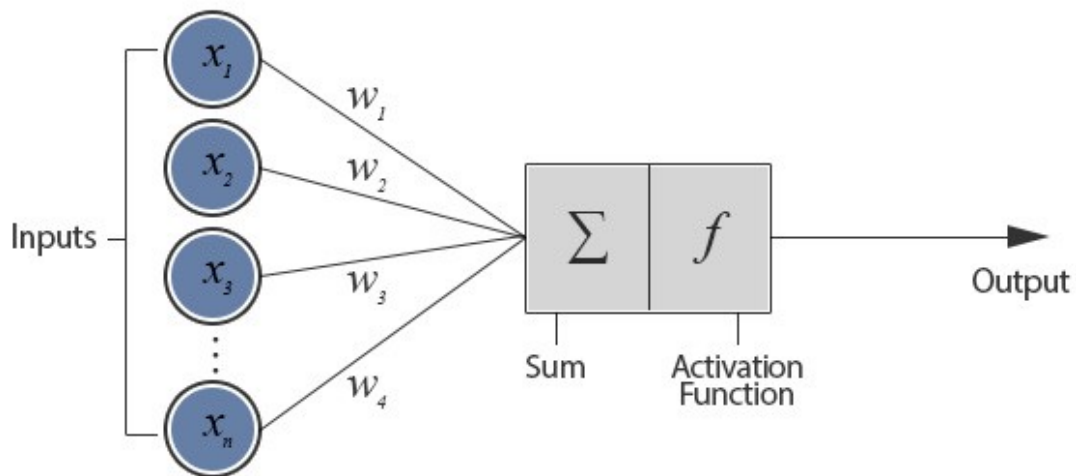 x₁
w₁
x₂
w₂
Inputs
x₃
w₃
Σ
f
Output
Sum
Activation
Function
xₙ
w₄